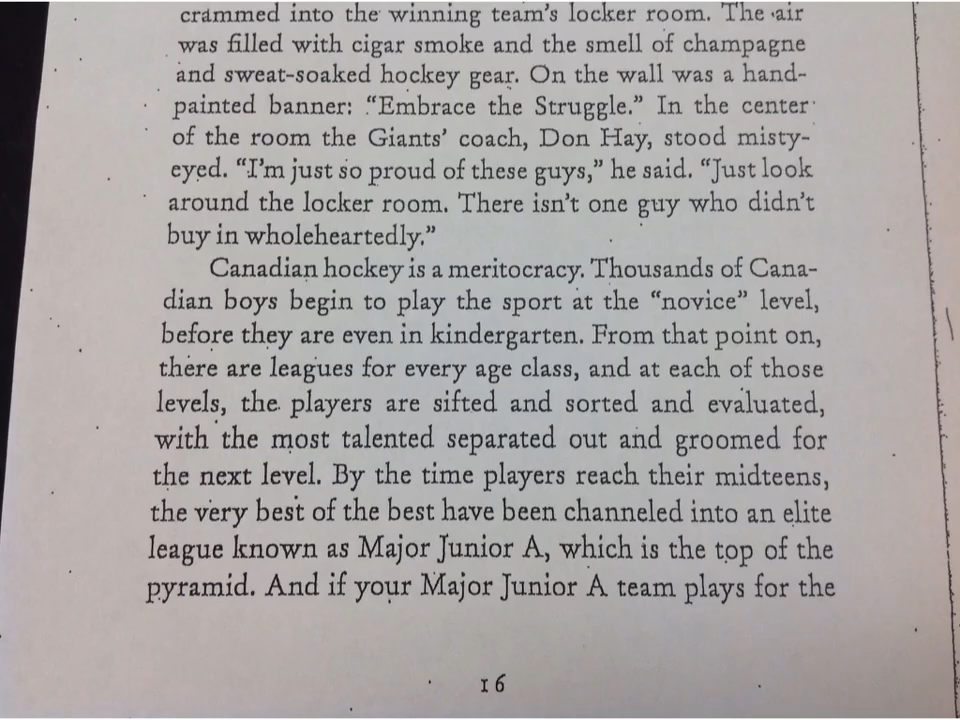 crammed into the winning team's locker room. The air
was filled with cigar smoke and the smell of champagne
and sweat-soaked hockey gear. On the wall was a hand-
painted banner: “Embrace the Struggle.” In the center
of the room the Giants’ coach, Don Hay, stood misty-
eyed. “I’m just so proud of these guys,” he said. “Just look
around the locker room. There isn’t one guy who didn’t
buy in wholeheartedly.”
Canadian hockey is a meritocracy. Thousands of Cana-
dian boys begin to play the sport at the “novice” level,
before they are even in kindergarten. From that point on,
there are leagues for every age class, and at each of those
levels, the players are sifted and sorted and evaluated,
with the most talented separated out and groomed for
the next level. By the time players reach their midteens,
the very best of the best have been channeled into an elite
league known as Major Junior A, which is the top of the
pyramid. And if your Major Junior A team plays for the
16